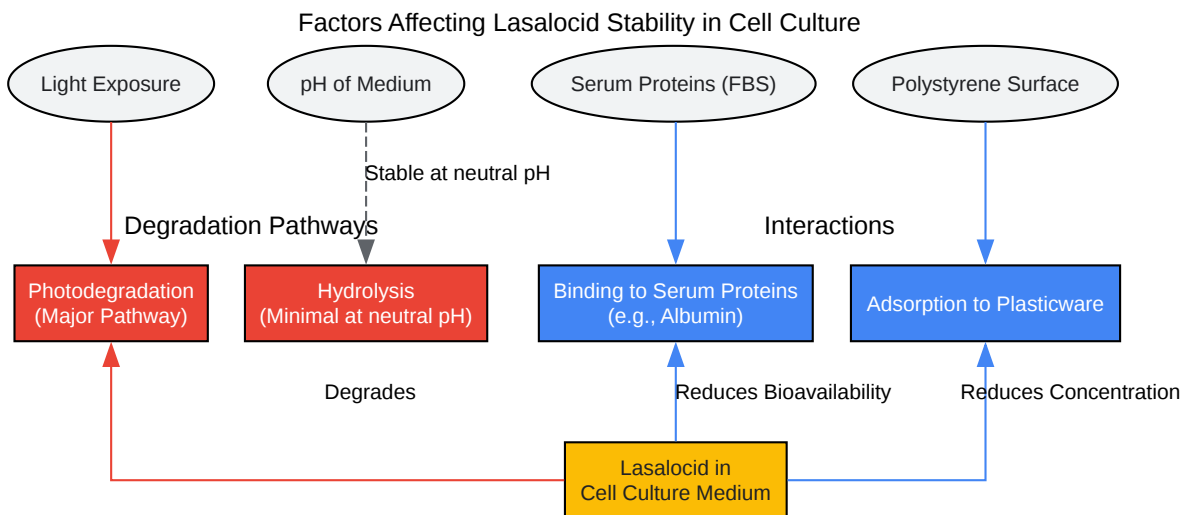 Factors Affecting Lasalocid Stability in Cell Culture
Light Exposure
pH of Medium
Serum Proteins (FBS)
Polystyrene Surface
Stable at neutral pH
Degradation Pathways
Interactions
Photodegradation
(Major Pathway)
Hydrolysis
(Minimal at neutral pH)
Binding to Serum Proteins
(e.g., Albumin)
Adsorption to Plasticware
Degrades
Reduces Bioavailability
Reduces Concentration
Lasalocid in
Cell Culture Medium